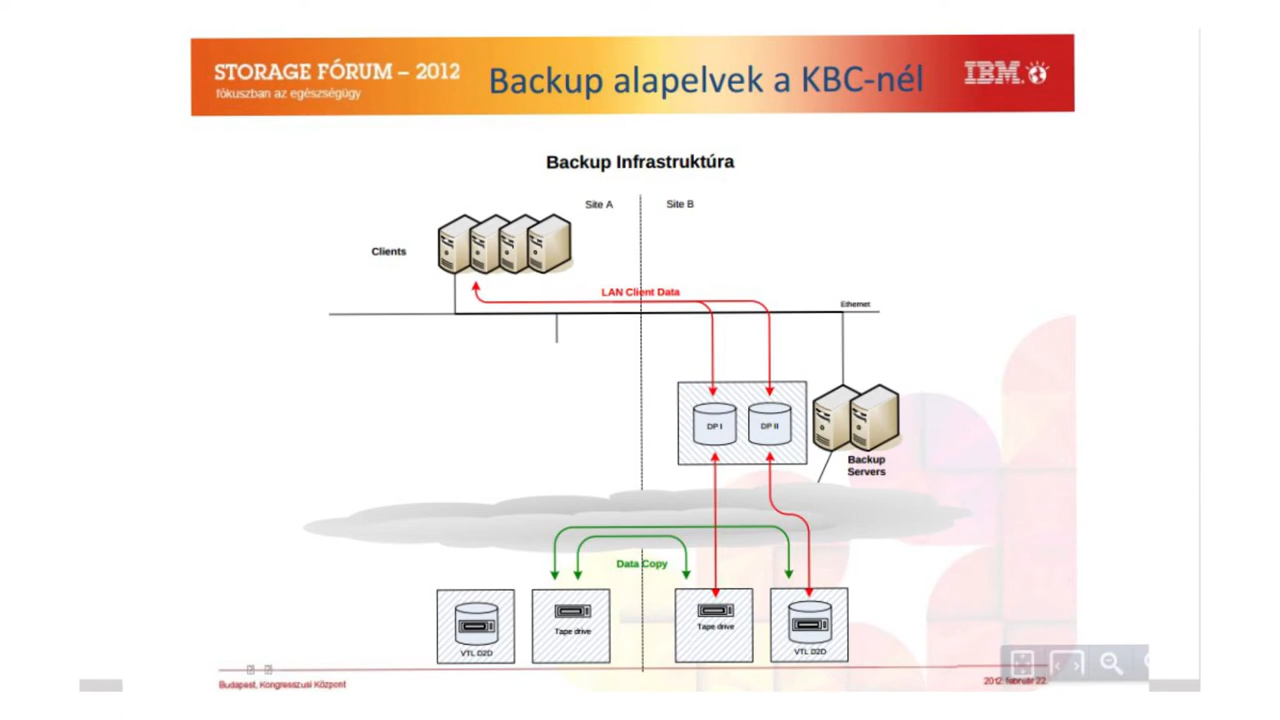 STORAGE FÓRUM – 2012
fókuszban az egészségügy
Backup alapelvek a KBC-nél
IBM.
Backup Infrastruktúra
Site A
Site B
Clients
LAN Client Data
Ethernet
DP I
DP II
Backup
Servers
Data Copy
VTL D2D
Tape drive
Tape drive
VTL D2D
Budapest, Kongresszusi Központ
2012. február 22.